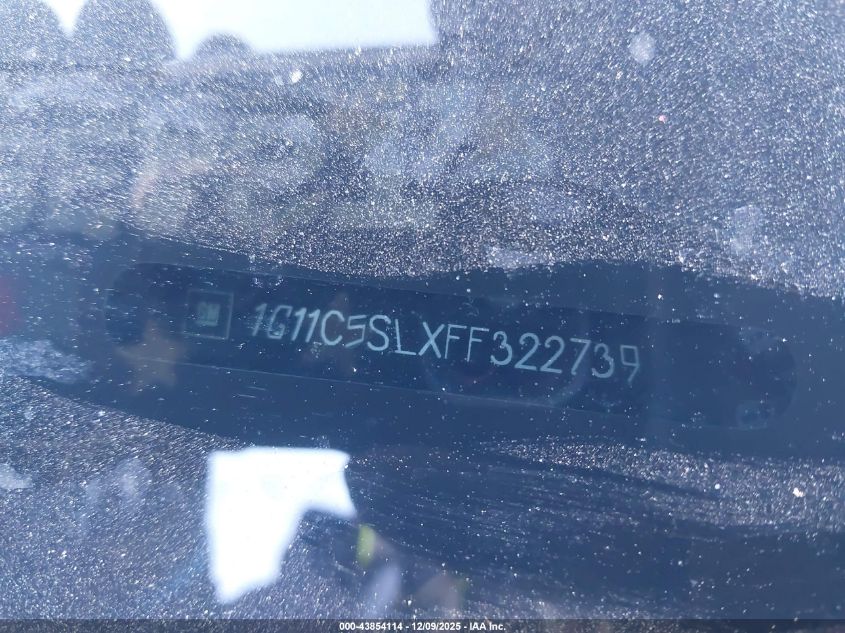 1G11C5SLXFF322739
000-43854114 - 12/09/2025 - IAA Inc.